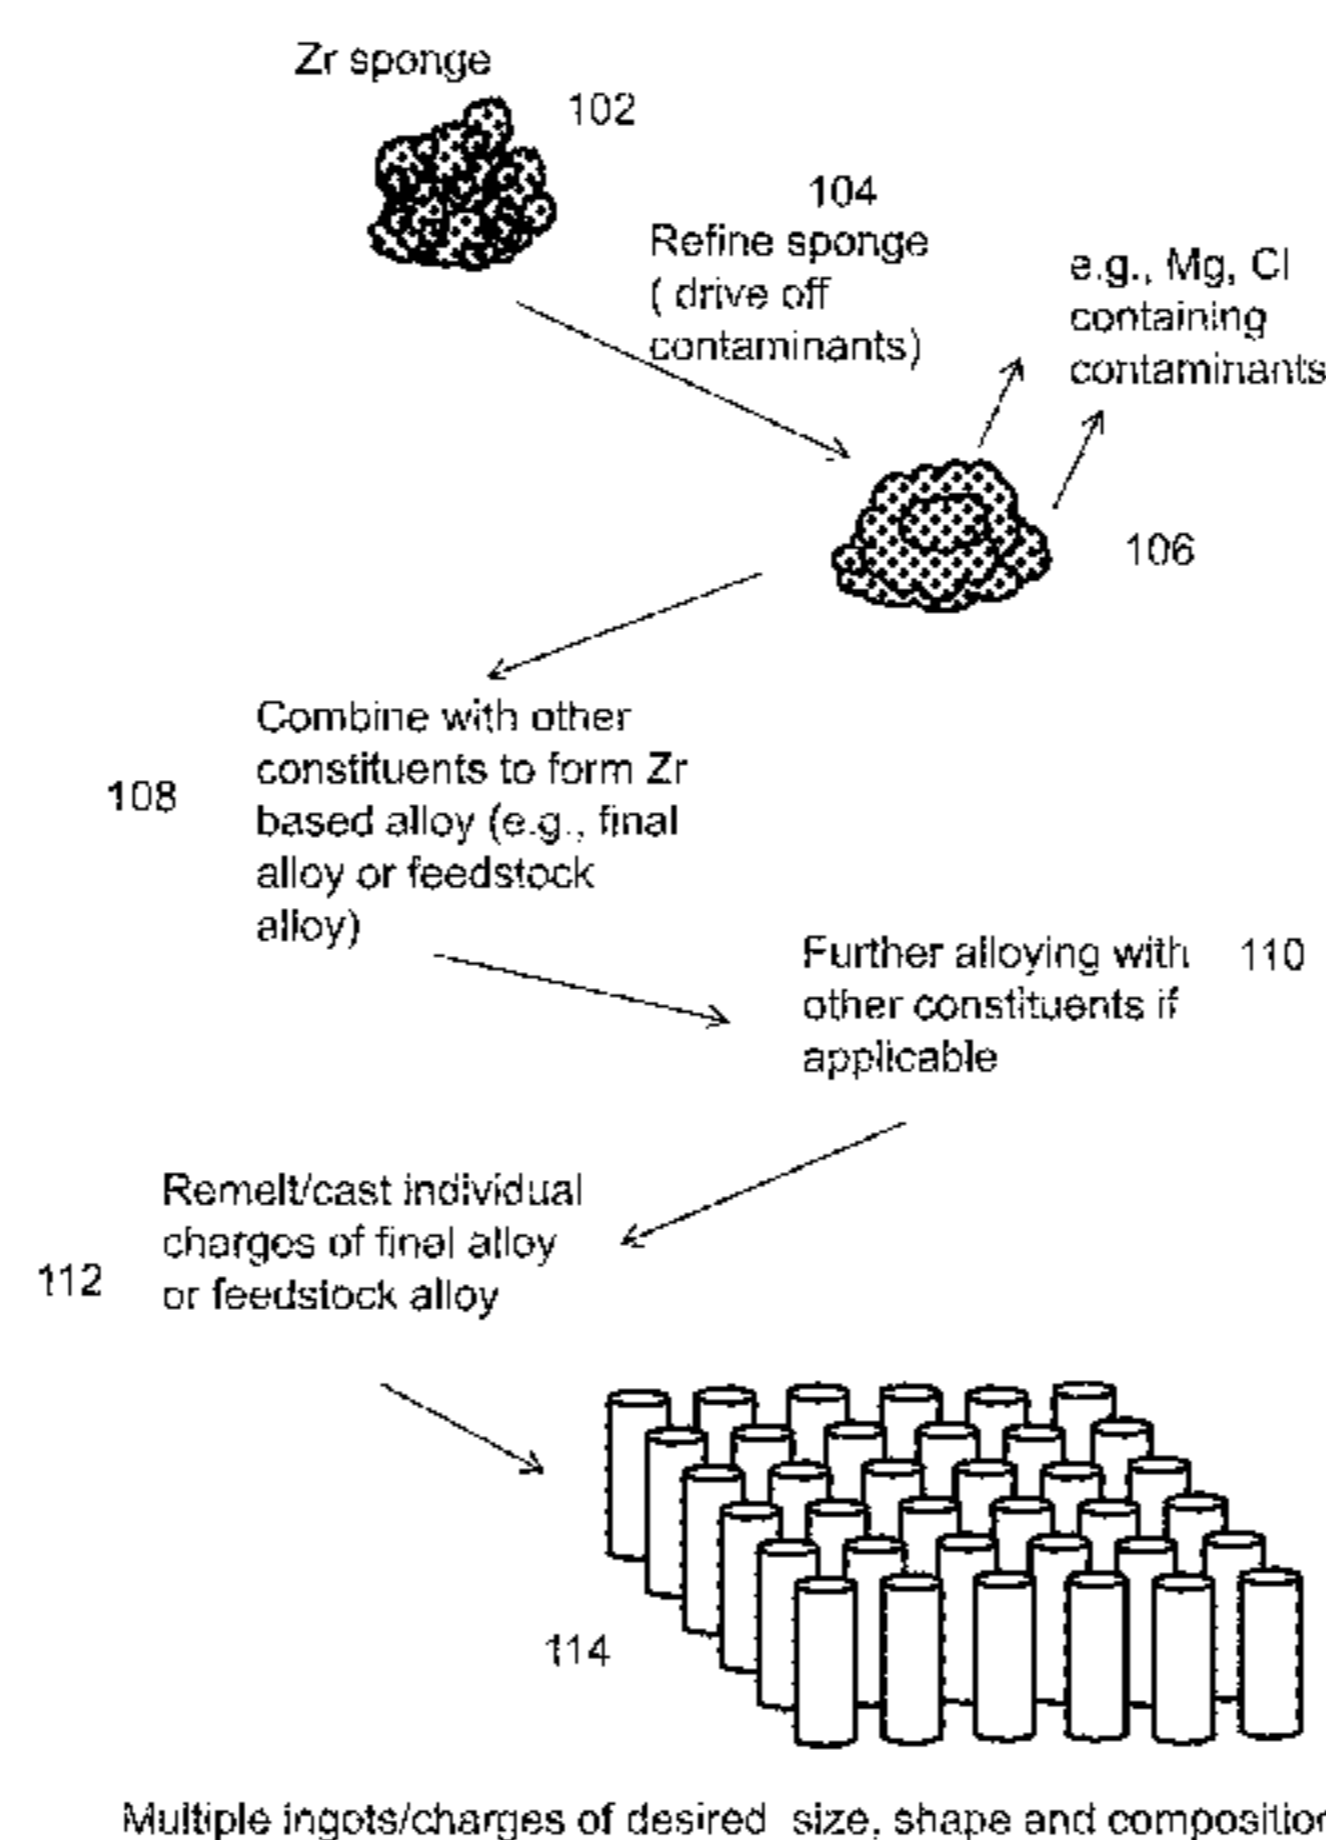 Zr sponge
102
104
Refine sponge
( drive off
contaminants)
e.g., Mg, Cl
containing
contaminants
106
Combine with other
constituents to form Zr
based alloy (e.g., final
alloy or feedstock
alloy)
108
Further alloying with
other constituents if
applicable
110
Remelt/cast individual
charges of final alloy
or feedstock alloy
112
114
Multiple ingots/charges of desired size, shape and composition